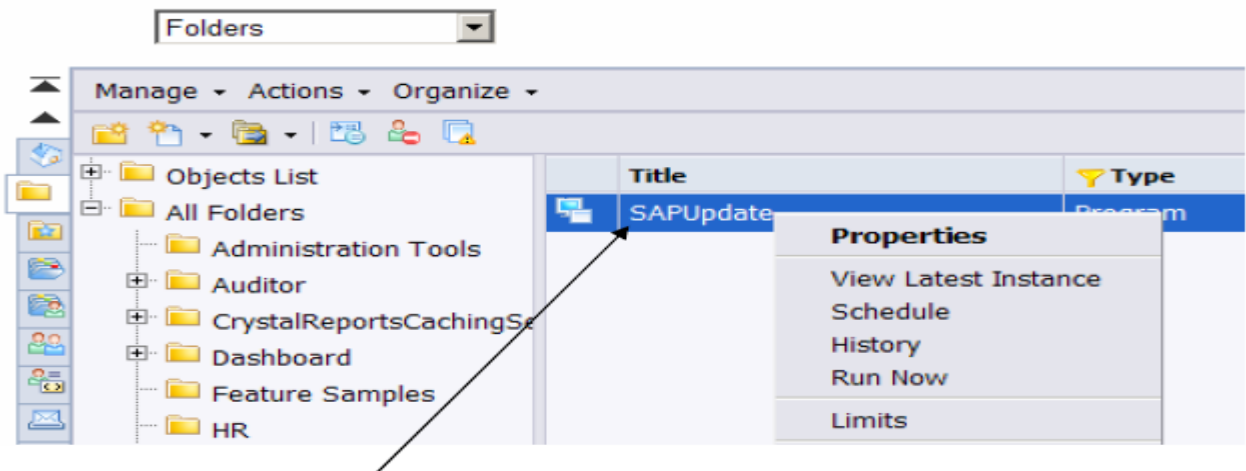 Folders
Manage Actions Organize
Objects List
All Folders
Administration Tools
Auditor
CrystalReportsCachingSe
Dashboard
Feature Samples
HR
Title Type
SAPUpdate Program
Properties
View Latest Instance
Schedule
History
Run Now
Limits